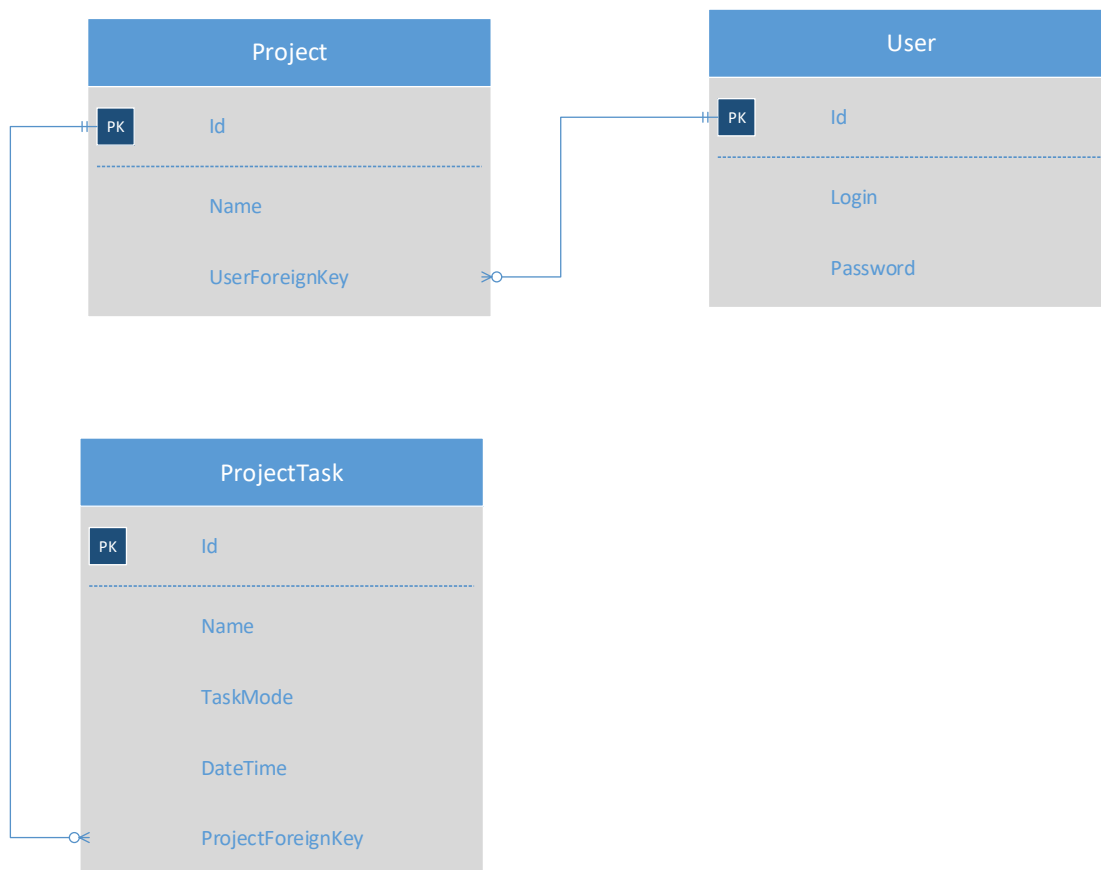 Project
PK
Id
Name
UserForeignKey
User
PK
Id
Login
Password
ProjectTask
PK
Id
Name
TaskMode
DateTime
ProjectForeignKey